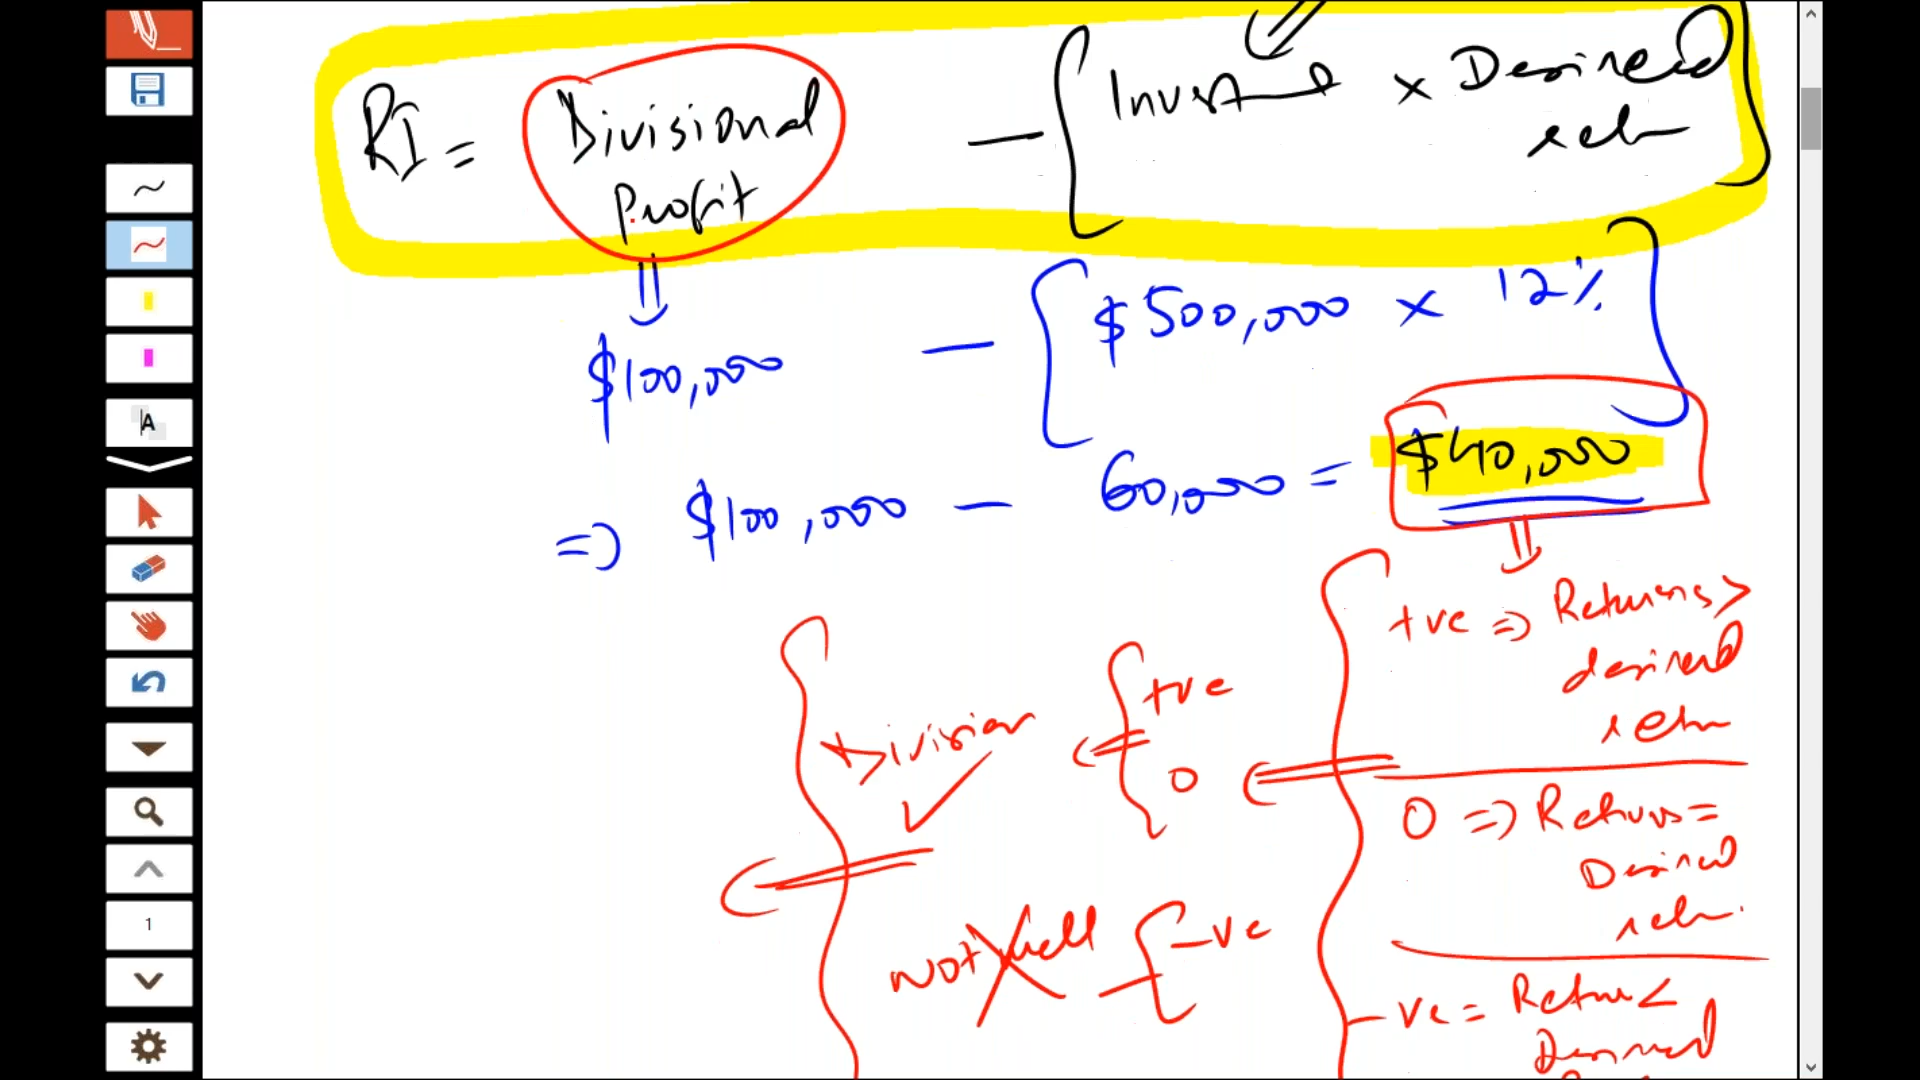 RI = Divisional Profit - [Investment × Desired return]
$100,000 - [$500,000 × 12%]
=> $100,000 - 60,000 = $40,000
+ve => Returns > desired return
0 => Returns = Desired return.
-ve = Return < Desired
+ve
0
Division ✓
-ve
Not well
A
1